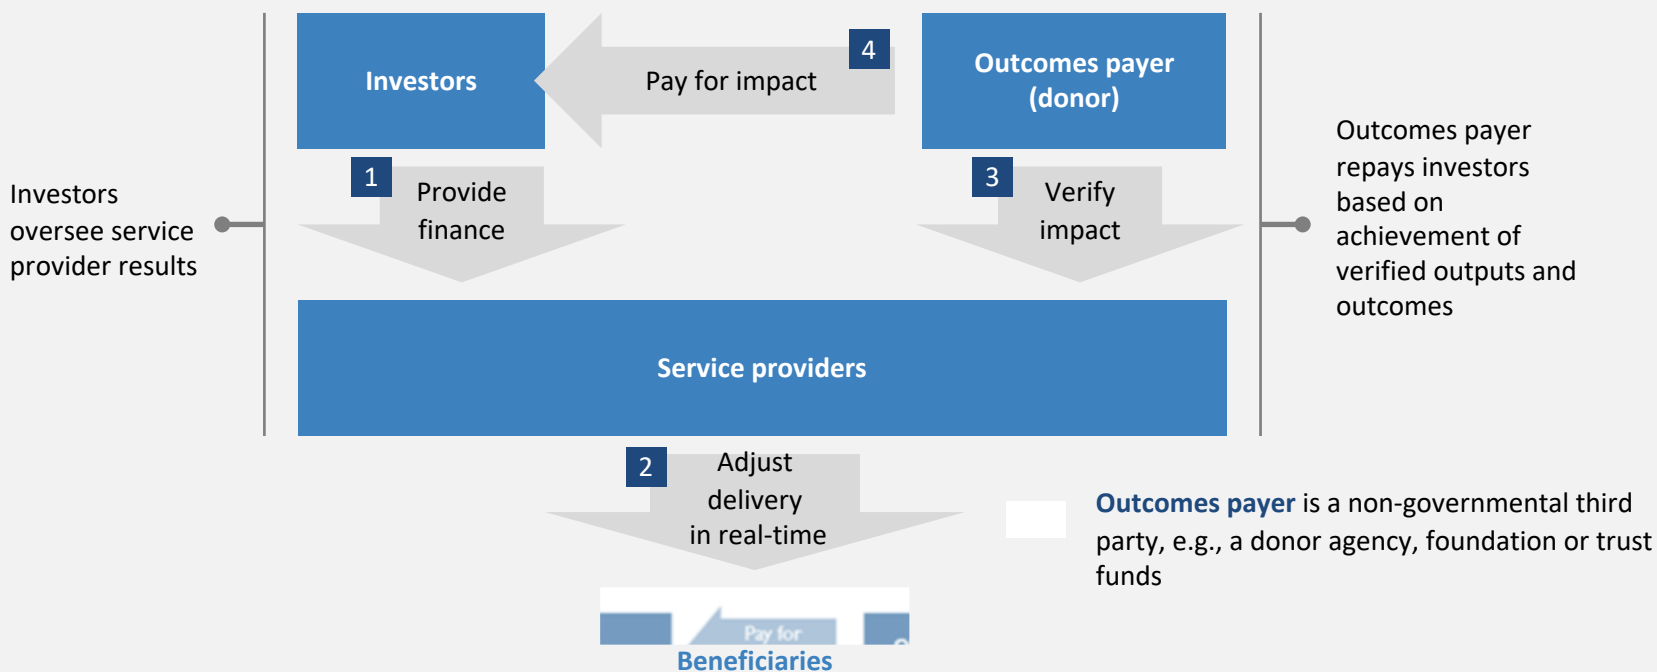 Investors
Pay for impact
4
Outcomes payer
(donor)
Outcomes payer
repays investors
based on
achievement of
verified outputs and
outcomes
Investors
oversee service
provider results
1
Provide
finance
3
Verify
impact
Service providers
2
Adjust
delivery
in real-time
Outcomes payer is a non-governmental third
party, e.g., a donor agency, foundation or trust
funds
Pay for
Beneficiaries